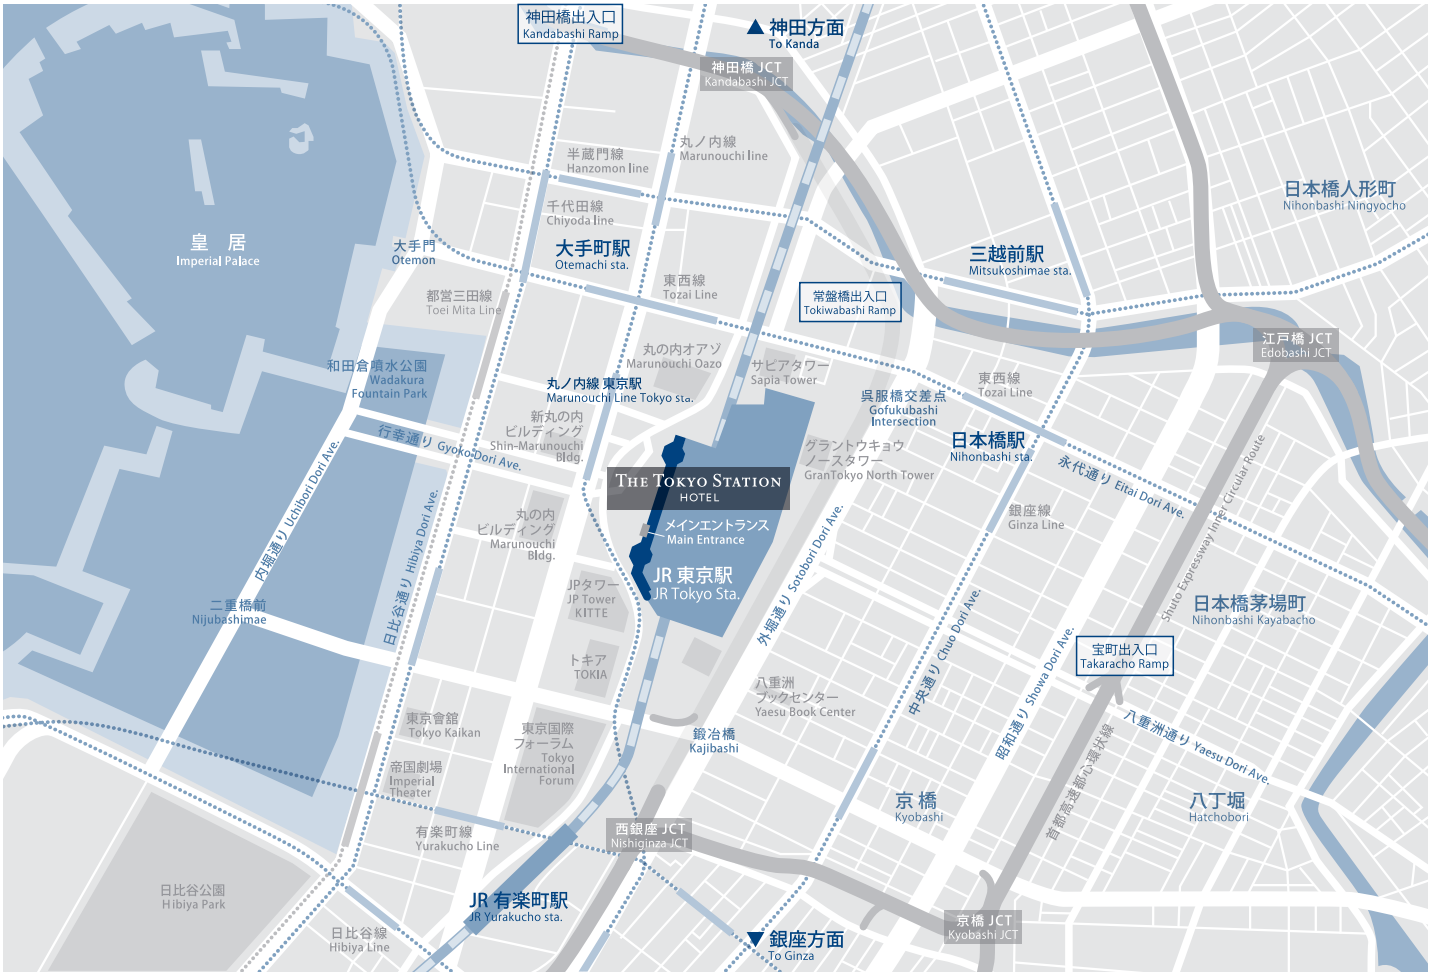 神田橋出入口
Kandabashi Ramp
神田方面
To Kanda
神田橋 JCT
Kandabashi JCT
丸ノ内線
Marunouchi line
半蔵門線
Hanzomon line
日本橋人形町
Nihonbashi Ningyocho
千代田線
Chiyoda line
皇 居
Imperial Palace
大手門
Otemon
大手町駅
Otemachi sta.
三越前駅
Mitsukoshimae sta.
東西線
Tozai Line
都営三田線
Toei Mita Line
常盤橋出入口
Tokiwabashi Ramp
江戸橋 JCT
Edobashi JCT
丸の内オアゾ
Marunouchi Oazo
サピアタワー
Sapia Tower
和田倉噴水公園
Wadakura
Fountain Park
丸ノ内線 東京駅
Marunouchi Line Tokyo sta.
東西線
Tozai Line
呉服橋交差点
Gofukubashi
Intersection
新丸の内
ビルディング
Shin-Marunouchi
Bldg.
行幸通り Gyoko Dori Ave.
日本橋駅
Nihonbashi sta.
グラントウキョウ
ノースタワー
GranTokyo North Tower
永代通り Eitai Dori Ave.
THE TOKYO STATION
HOTEL
内堀通り Uchibori Dori Ave.
日比谷通り Hibiya Dori Ave.
丸の内
ビルディング
Marunouchi
Bldg.
メインエントランス
Main Entrance
銀座線
Ginza Line
外堀通り Sotobori Dori Ave.
Shuto Expressway Inner Circular Route
JR 東京駅
JR Tokyo Sta.
JPタワー
JP Tower
KITTE
二重橋前
Nijubashimae
日本橋茅場町
Nihonbashi Kayabacho
中央通り Chuo Dori Ave.
昭和通り Showa Dori Ave.
宝町出入口
Takaracho Ramp
トキア
TOKIA
八重洲
ブックセンター
Yaesu Book Center
東京會舘
Tokyo Kaikan
東京国際
フォーラム
Tokyo
International
Forum
鍛冶橋
Kajibashi
八重洲通り Yaesu Dori Ave.
首都高速都心環状線
帝国劇場
Imperial
Theater
京橋
Kyobashi
八丁堀
Hatchobori
有楽町線
Yurakucho Line
西銀座 JCT
Nishiginza JCT
日比谷公園
Hibiya Park
JR 有楽町駅
JR Yurakucho sta.
京橋 JCT
Kyobashi JCT
日比谷線
Hibiya Line
銀座方面
To Ginza